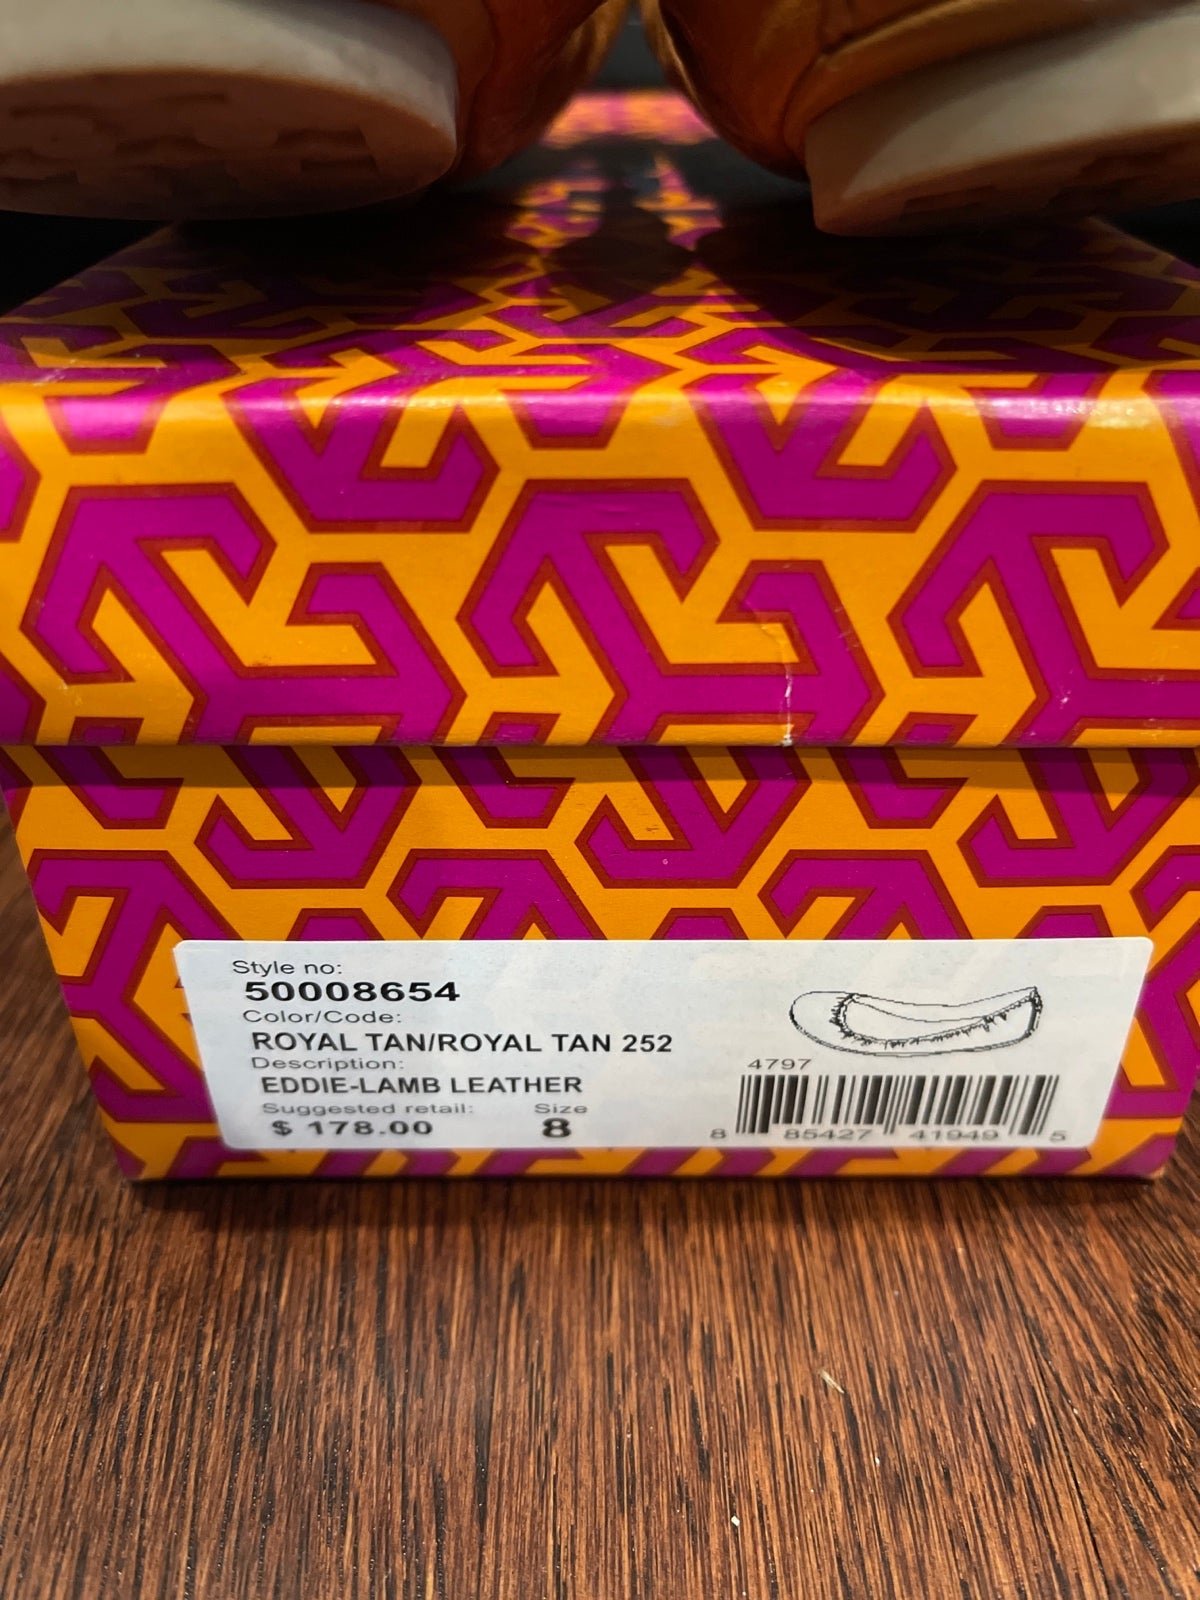 Style no:
50008654
Color/Code:
ROYAL TAN/ROYAL TAN 252
Description:
EDDIE-LAMB LEATHER
Suggested retail: Size
$ 178.00 8
4797
8 85427 41949 5